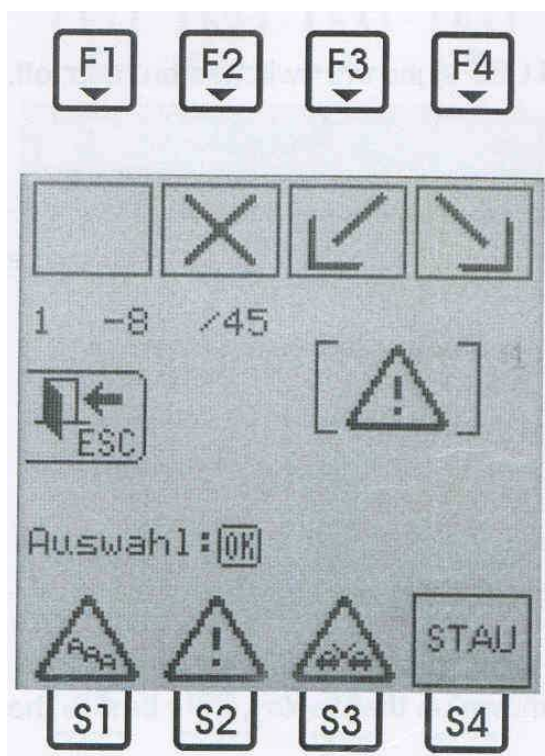 F1 F2 F3 F4
1 -8 /45
ESC
Auswahl:OK
STAU
S1 S2 S3 S4